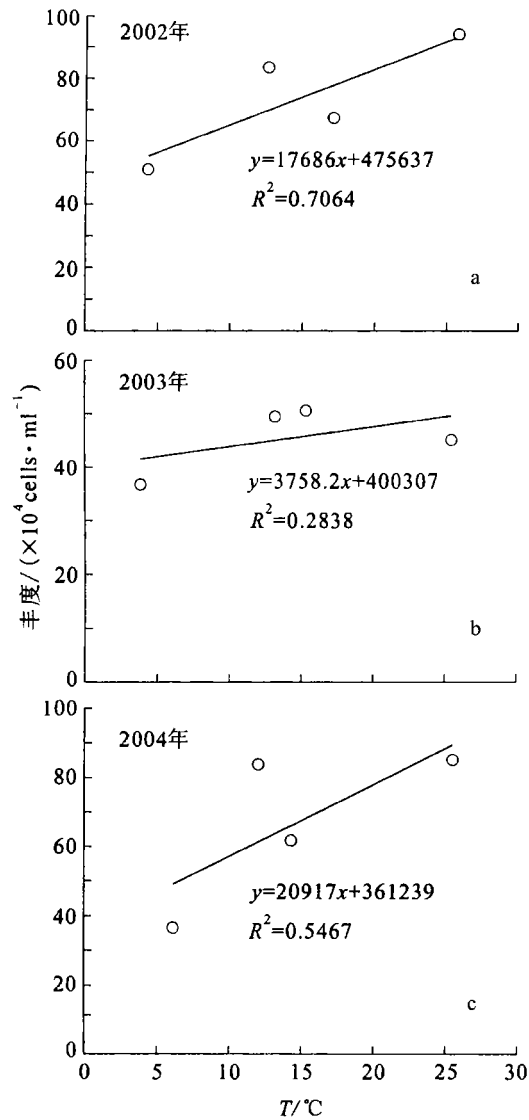 100
2002年
80
60
y=17686x+475637
40
R²=0.7064
20
a
0
60
2003年
40
y=3758.2x+400307
R²=0.2838
20
b
0
丰度/(×10⁴cells·ml⁻¹)
100
2004年
80
60
y=20917x+361239
40
R²=0.5467
20
c
0
0 5 10 15 20 25 30
T/℃